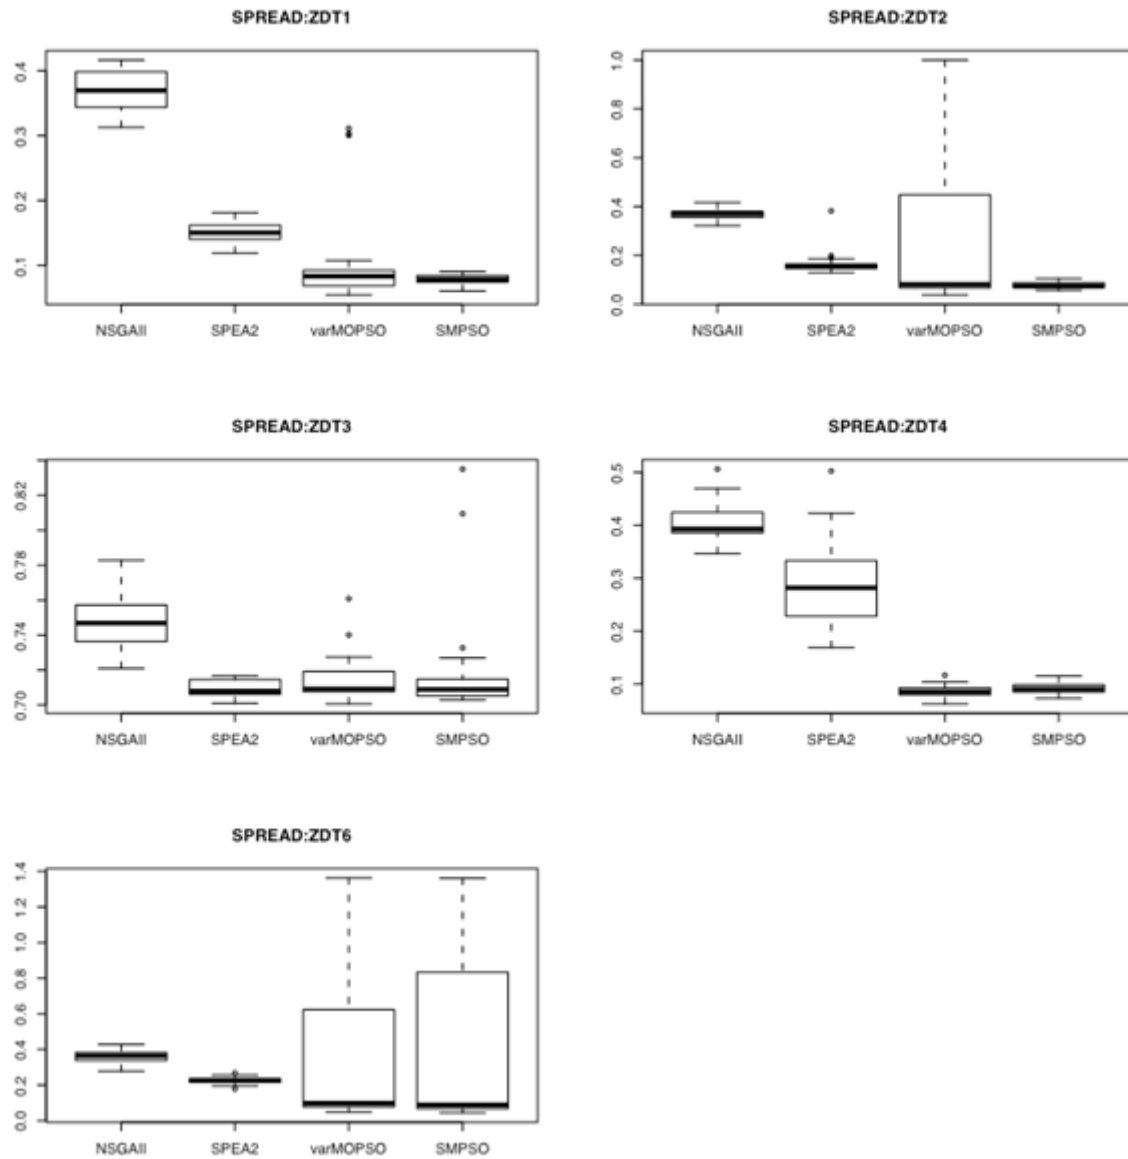 SPREAD:ZDT1
0.4
0.3
0.2
0.1
NSGAII SPEA2 varMOPSO SMPSO
SPREAD:ZDT2
1.0
0.8
0.6
0.4
0.2
0.0
NSGAII SPEA2 varMOPSO SMPSO
SPREAD:ZDT3
0.82
0.78
0.74
0.70
NSGAII SPEA2 varMOPSO SMPSO
SPREAD:ZDT4
0.5
0.4
0.3
0.2
0.1
NSGAII SPEA2 varMOPSO SMPSO
SPREAD:ZDT6
1.4
1.2
1.0
0.8
0.6
0.4
0.2
0.0
NSGAII SPEA2 varMOPSO SMPSO